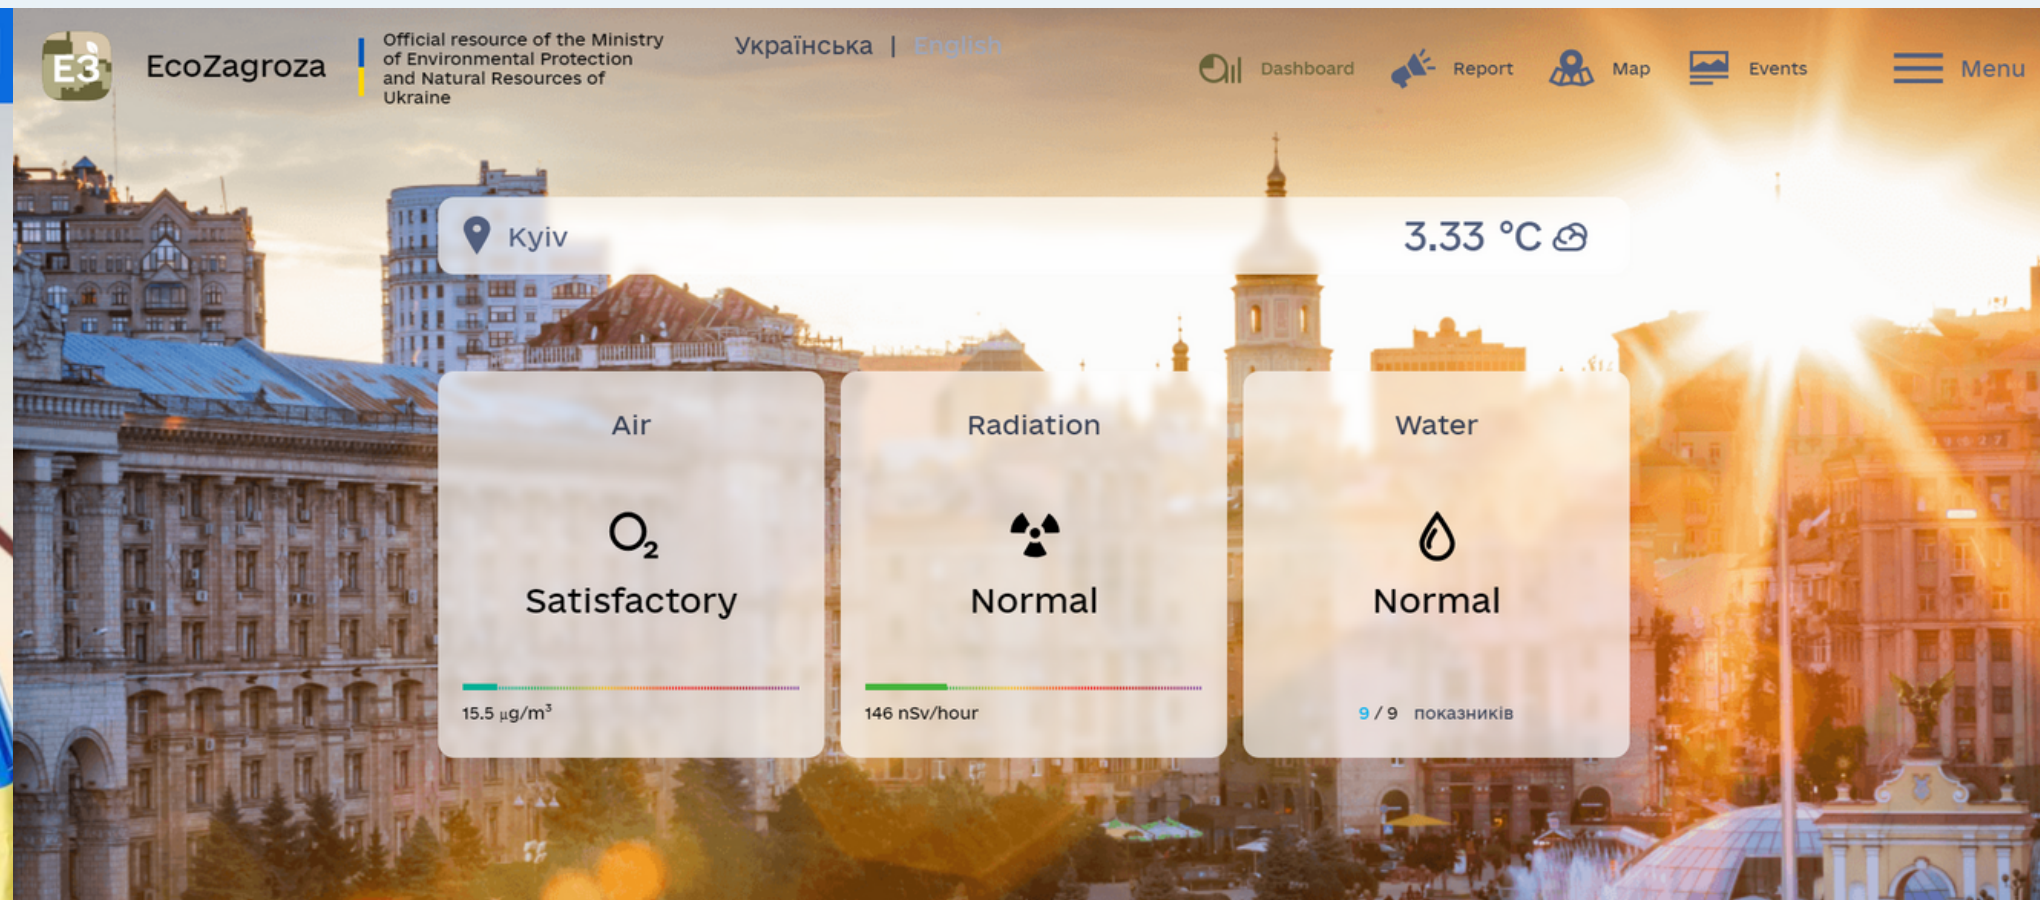 E3
EcoZagroza
Official resource of the Ministry
of Environmental Protection
and Natural Resources of
Ukraine
Українська | English
Dashboard
Report
Map
Events
Menu
Kyiv
3.33 °C
Air
O₂
Satisfactory
15.5 µg/m³
Radiation
Normal
146 nSv/hour
Water
Normal
9 / 9 показників